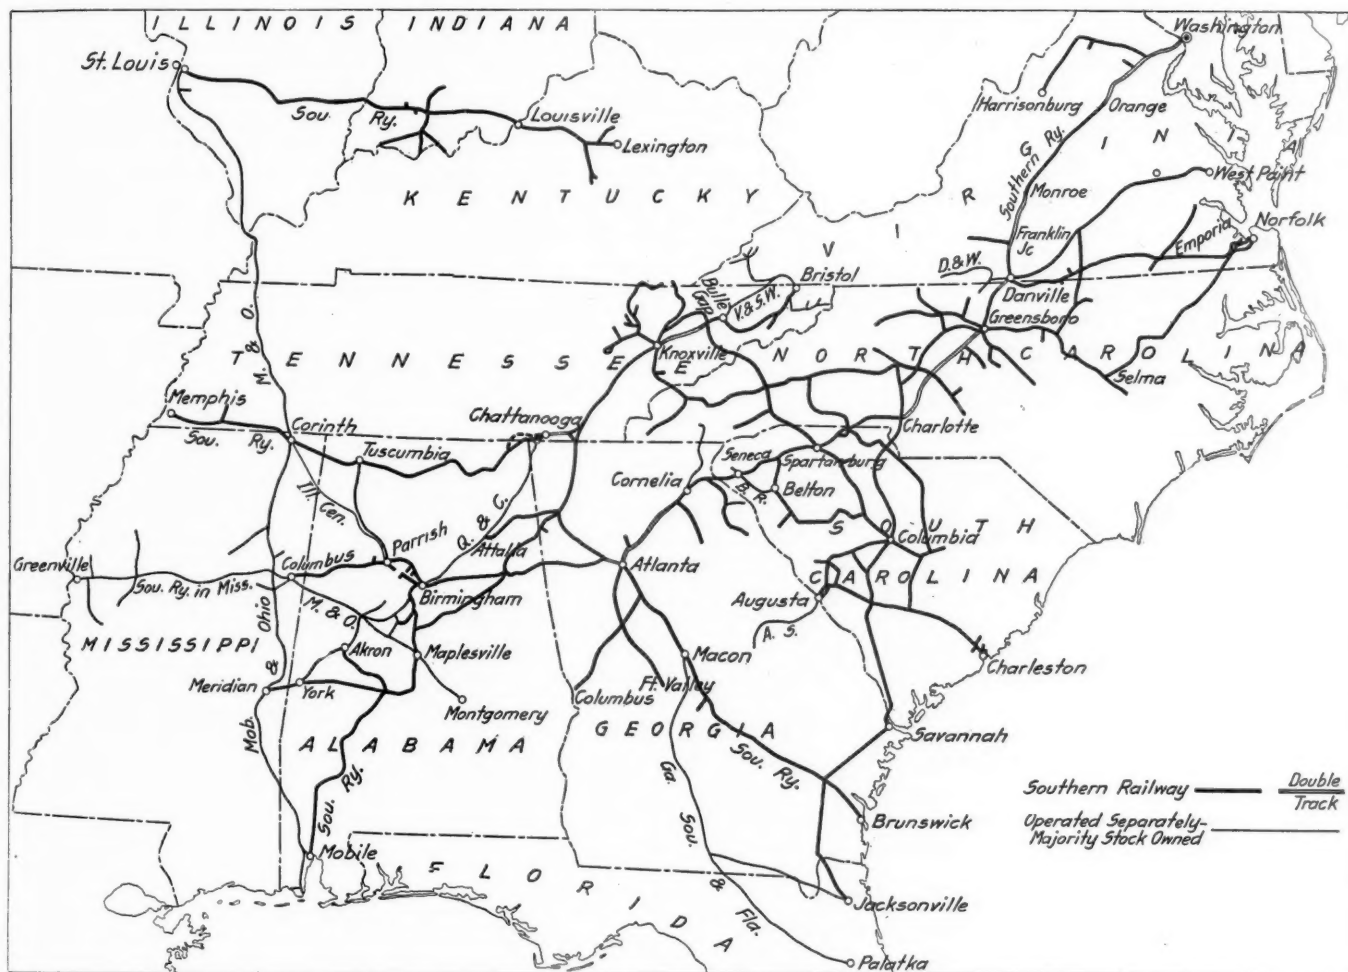 ILLINOIS INDIANA
Washington
St. Louis
Harrisonburg
Orange
Sou. Ry.
Louisville
Lexington
Southern Ry.
KENTUCKY
VIRGINIA
Monroe
West Point
Franklin Jc
Emporia
Norfolk
D. & W.
Danville
Bristol
Bulls Gap
V. & S. W.
Greensboro
M. & O.
TENNESSEE
Knoxville
NORTH CAROLINA
Selma
Memphis
Sou. Ry.
Corinth
Chattanooga
Charlotte
Tuscumbia
Seneca
Spartanburg
Cornelia
B. R.
Belton
Ill. Cen.
Q. & C.
SOUTH
CAROLINA
Columbia
Parrish
Attalla
Greenville
Sou. Ry. in Miss.
Columbus
Birmingham
Atlanta
Augusta
A. S.
M. & O.
MISSISSIPPI
Akron
Maplesville
Macon
Charleston
Mob. & Ohio
Meridian
York
Montgomery
Columbus
Ft. Valley
ALABAMA
GEORGIA
Savannah
Sou. Ry.
Sou. Ry.
Ga. Sou. & Fla.
Southern Railway
Double
Track
Operated Separately-
Majority Stock Owned
Brunswick
Mobile
FLORIDA
Jacksonville
Palatka